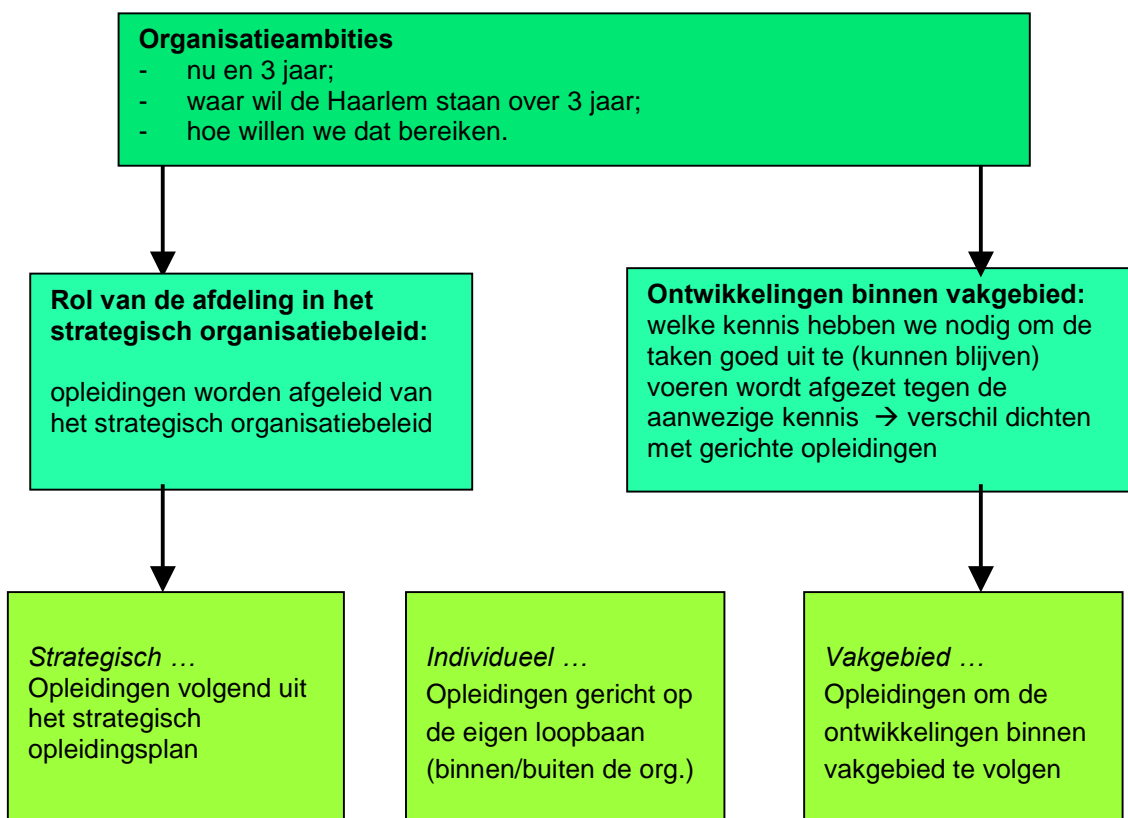 Organisatieambities
- nu en 3 jaar;
- waar wil de Haarlem staan over 3 jaar;
- hoe willen we dat bereiken.
Rol van de afdeling in het
strategisch organisatiebeleid:
opleidingen worden afgeleid van
het strategisch organisatiebeleid
Ontwikkelingen binnen vakgebied:
welke kennis hebben we nodig om de
taken goed uit te (kunnen blijven)
voeren wordt afgezet tegen de
aanwezige kennis → verschil dichten
met gerichte opleidingen
Strategisch …
Opleidingen volgend uit
het strategisch
opleidingsplan
Individueel …
Opleidingen gericht op
de eigen loopbaan
(binnen/buiten de org.)
Vakgebied …
Opleidingen om de
ontwikkelingen binnen
vakgebied te volgen